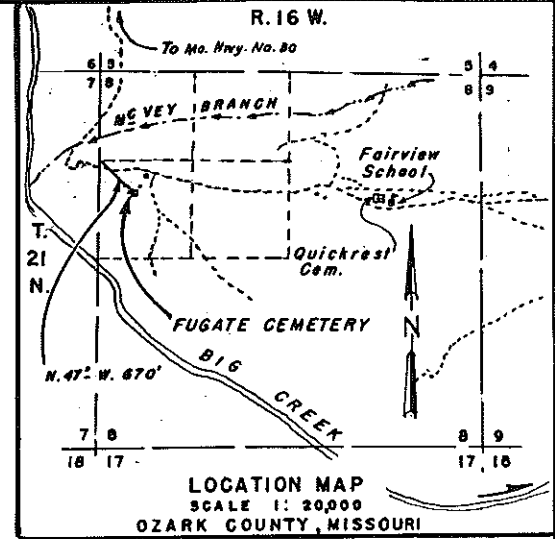 R. 16 W.
To Mo. Hwy. No. 80
6 5
7 8
5 4
8 9
McVEY BRANCH
Fairview
School
T.
21
N.
Quickrest
Cem.
FUGATE CEMETERY
N
N. 47° W. 670'
BIG CREEK
7 8
18 17
8 9
17, 16
LOCATION MAP
SCALE 1: 20,000
OZARK COUNTY, MISSOURI